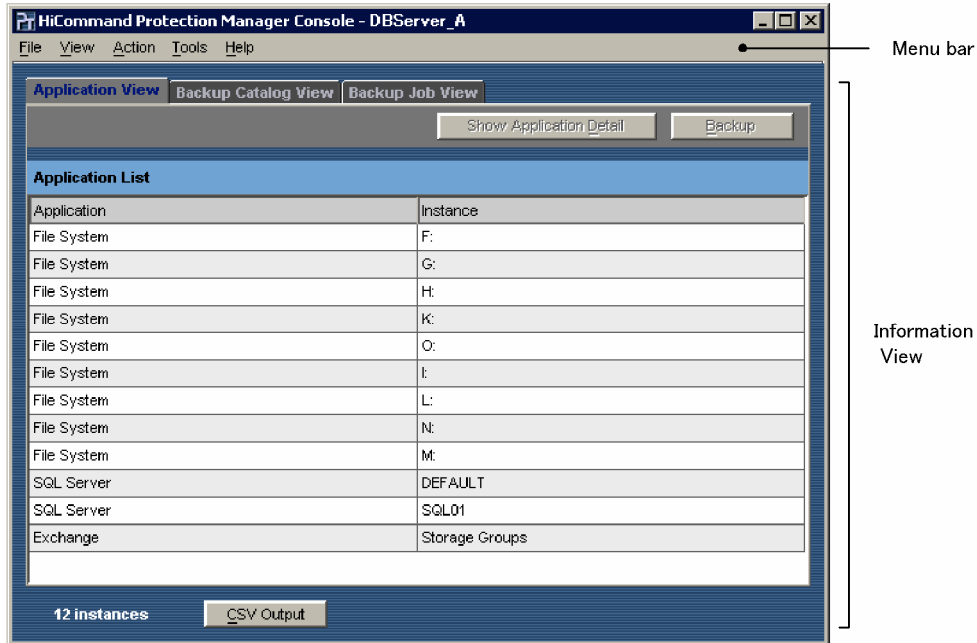 HiCommand Protection Manager Console - DBServer_A
File View Action Tools Help
Menu bar
Application View Backup Catalog View Backup Job View
Show Application Detail Backup
Application List
Application Instance
File System F:
File System G:
File System H:
File System K:
File System O:
File System I:
File System L:
File System N:
File System M:
SQL Server DEFAULT
SQL Server SQL01
Exchange Storage Groups
Information
View
12 instances CSV Output